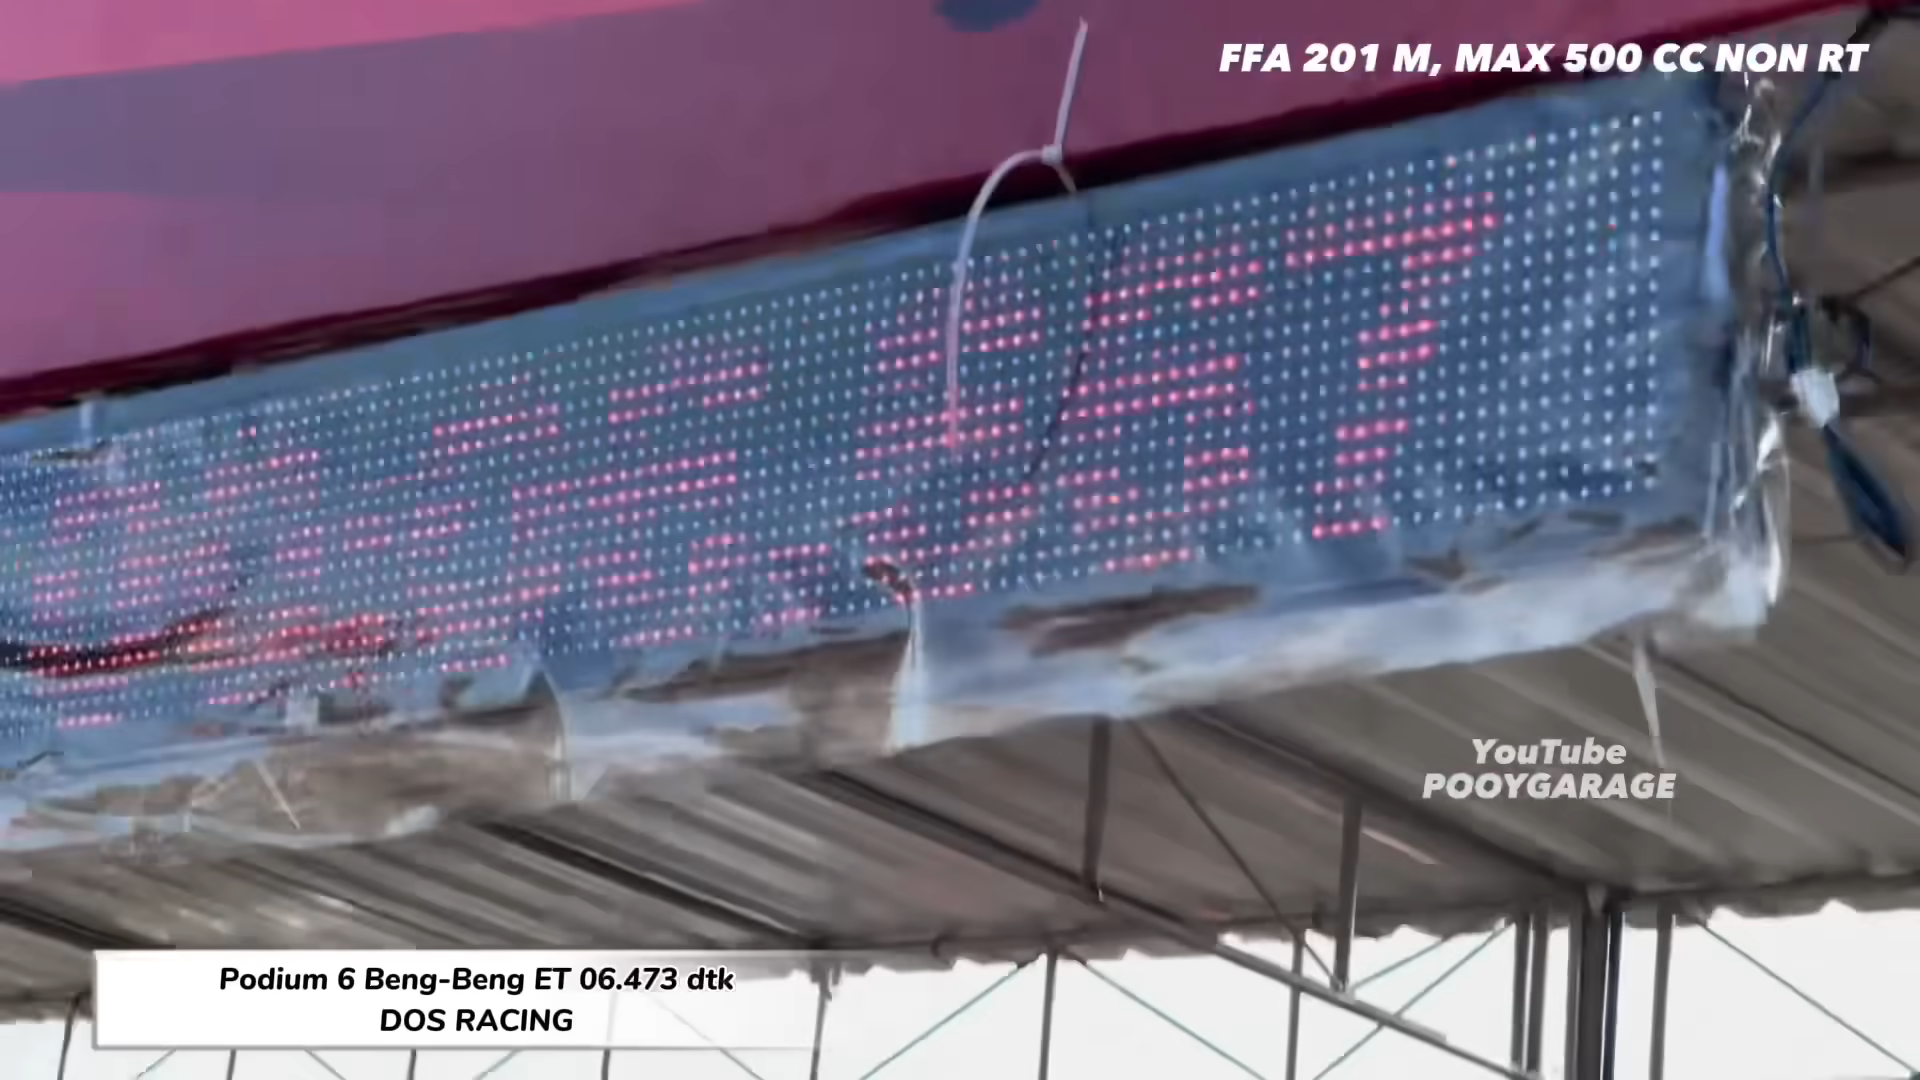 FFA 201 M, MAX 500 CC NON RT
YouTube
POOYGARAGE
Podium 6 Beng-Beng ET 06.473 dtk
DOS RACING